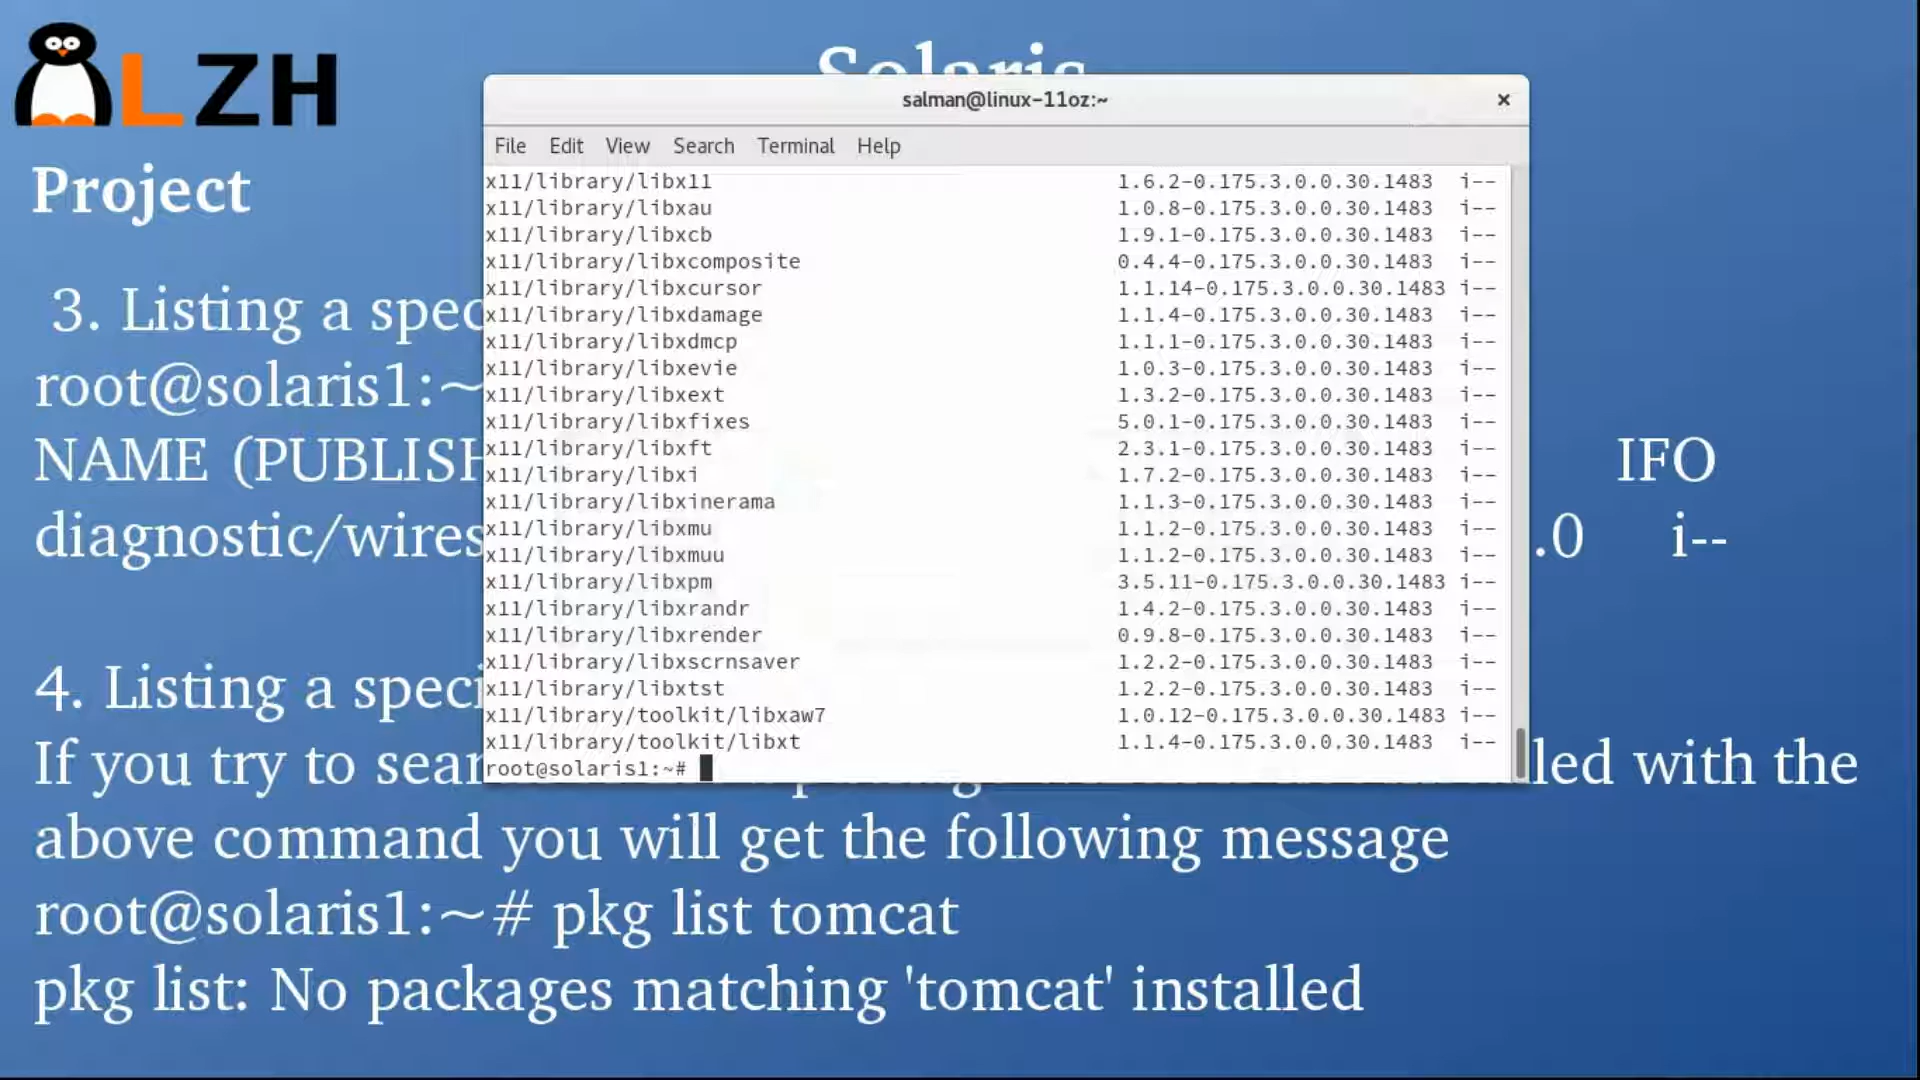 LZH
Solaris
Project
3. Listing a spec
root@solaris1:~
NAME (PUBLISH IFO
diagnostic/wires .0 i--
4. Listing a speci
If you try to sear led with the
above command you will get the following message
root@solaris1:~# pkg list tomcat
pkg list: No packages matching 'tomcat' installed
salman@linux-11oz:~
File Edit View Search Terminal Help
x11/library/libx11 1.6.2-0.175.3.0.0.30.1483 i--
x11/library/libxau 1.0.8-0.175.3.0.0.30.1483 i--
x11/library/libxcb 1.9.1-0.175.3.0.0.30.1483 i--
x11/library/libxcomposite 0.4.4-0.175.3.0.0.30.1483 i--
x11/library/libxcursor 1.1.14-0.175.3.0.0.30.1483 i--
x11/library/libxdamage 1.1.4-0.175.3.0.0.30.1483 i--
x11/library/libxdmcp 1.1.1-0.175.3.0.0.30.1483 i--
x11/library/libxevie 1.0.3-0.175.3.0.0.30.1483 i--
x11/library/libxext 1.3.2-0.175.3.0.0.30.1483 i--
x11/library/libxfixes 5.0.1-0.175.3.0.0.30.1483 i--
x11/library/libxft 2.3.1-0.175.3.0.0.30.1483 i--
x11/library/libxi 1.7.2-0.175.3.0.0.30.1483 i--
x11/library/libxinerama 1.1.3-0.175.3.0.0.30.1483 i--
x11/library/libxmu 1.1.2-0.175.3.0.0.30.1483 i--
x11/library/libxmuu 1.1.2-0.175.3.0.0.30.1483 i--
x11/library/libxpm 3.5.11-0.175.3.0.0.30.1483 i--
x11/library/libxrandr 1.4.2-0.175.3.0.0.30.1483 i--
x11/library/libxrender 0.9.8-0.175.3.0.0.30.1483 i--
x11/library/libxscrnsaver 1.2.2-0.175.3.0.0.30.1483 i--
x11/library/libxtst 1.2.2-0.175.3.0.0.30.1483 i--
x11/library/toolkit/libxaw7 1.0.12-0.175.3.0.0.30.1483 i--
x11/library/toolkit/libxt 1.1.4-0.175.3.0.0.30.1483 i--
root@solaris1:~#